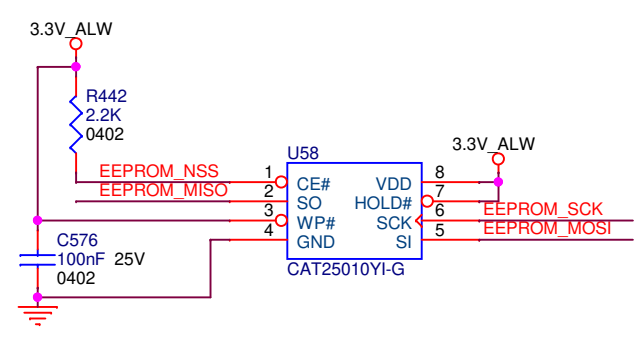 3.3V_ALW
R442
2.2K
0402
U58
3.3V_ALW
EEPROM_NSS 1 CE# VDD 8
EEPROM_MISO 2 SO HOLD# 7
3 WP# SCK 6 EEPROM_SCK
4 GND SI 5 EEPROM_MOSI
C576
100nF 25V
0402
CAT25010YI-G